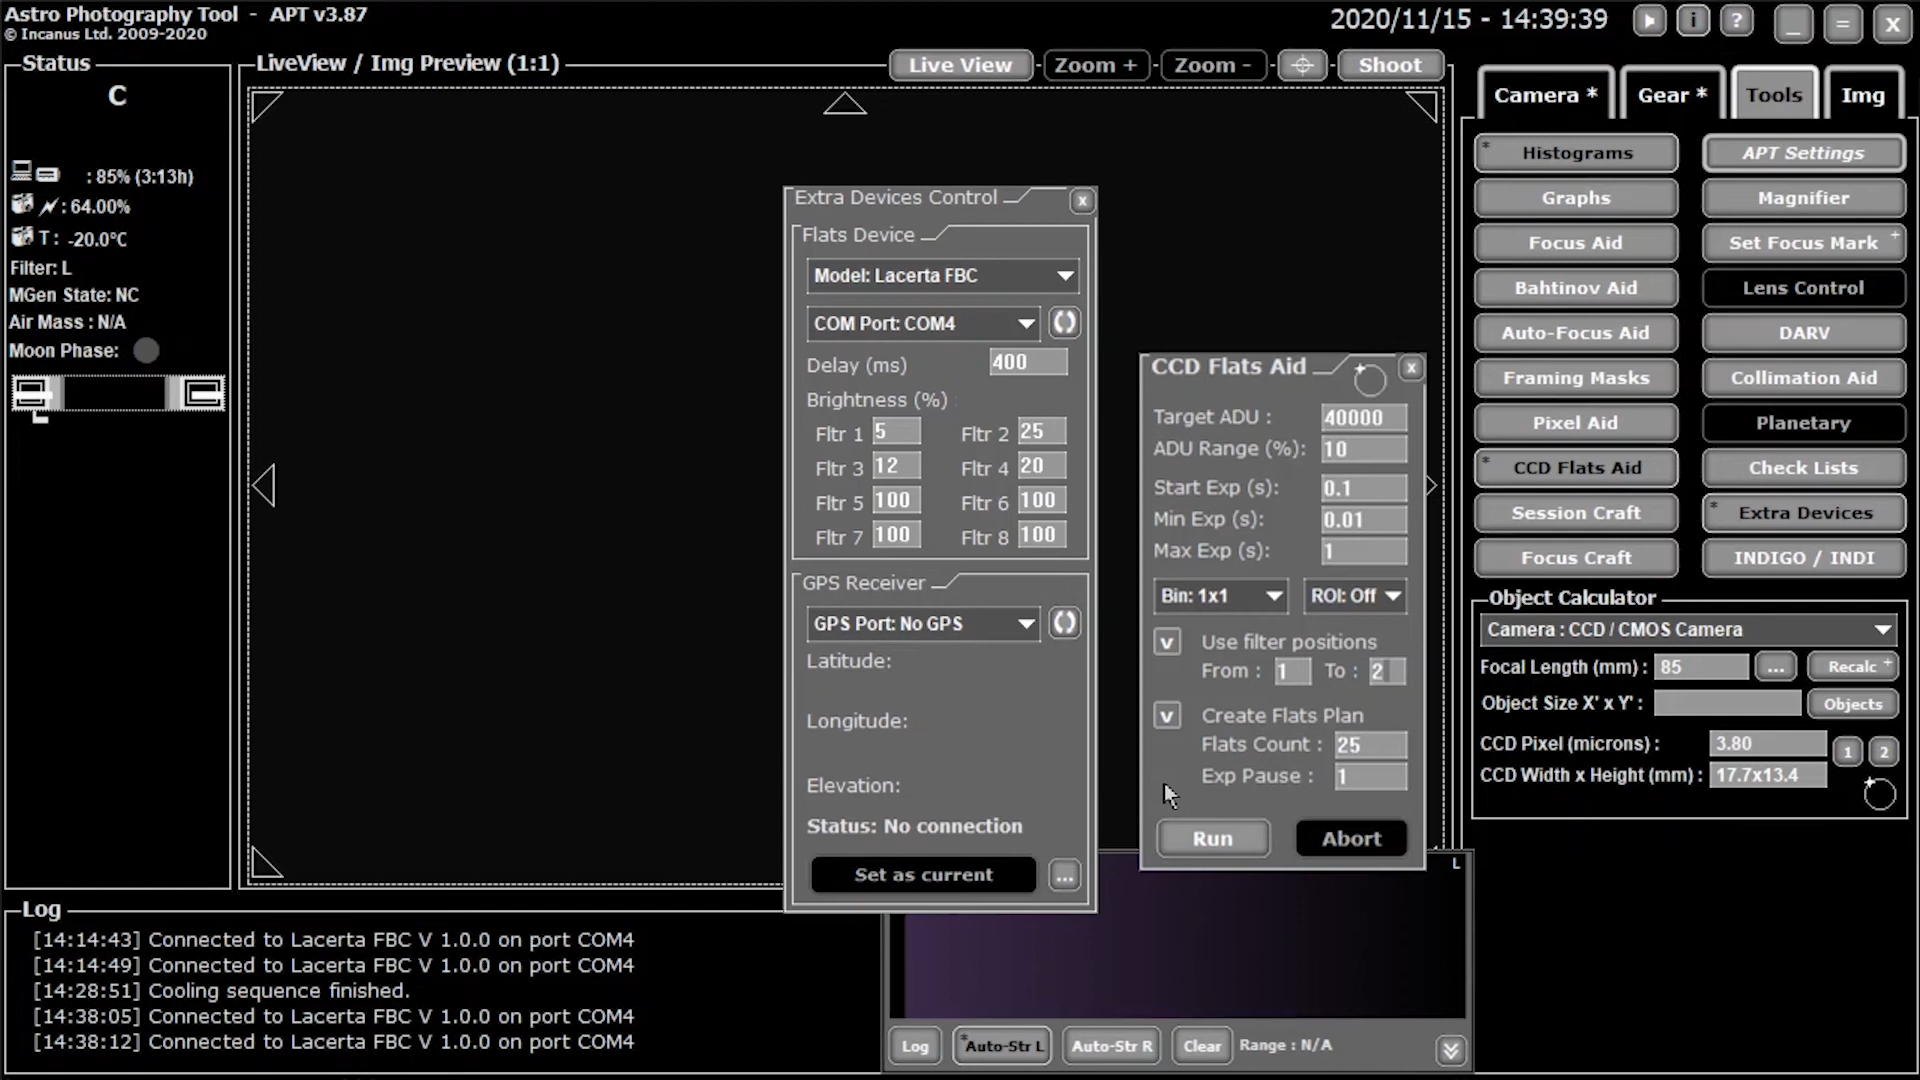 Astro Photography Tool - APT v3.87
© Incanus Ltd. 2009-2020
2020/11/15 - 14:39:39
i
?
_
=
x
Status
C
: 85% (3:13h)
: 64.00%
T: -20.0°C
Filter: L
MGen State: NC
Air Mass : N/A
Moon Phase:
LiveView / Img Preview (1:1)
Live View
Zoom +
Zoom -
Shoot
Extra Devices Control
x
Flats Device
Model: Lacerta FBC
COM Port: COM4
Delay (ms) 400
Brightness (%) :
Fltr 1 5 Fltr 2 25
Fltr 3 12 Fltr 4 20
Fltr 5 100 Fltr 6 100
Fltr 7 100 Fltr 8 100
GPS Receiver
GPS Port: No GPS
Latitude:
Longitude:
Elevation:
Status: No connection
Set as current ...
CCD Flats Aid
x
Target ADU : 40000
ADU Range (%): 10
Start Exp (s): 0.1
Min Exp (s): 0.01
Max Exp (s): 1
Bin: 1x1 ROI: Off
v Use filter positions
From : 1 To : 2
v Create Flats Plan
Flats Count : 25
Exp Pause : 1
Run Abort
Camera * Gear * Tools Img
* Histograms APT Settings
Graphs Magnifier
Focus Aid Set Focus Mark +
Bahtinov Aid Lens Control
Auto-Focus Aid DARV
Framing Masks Collimation Aid
Pixel Aid Planetary
* CCD Flats Aid Check Lists
Session Craft * Extra Devices
Focus Craft INDIGO / INDI
Object Calculator
Camera : CCD / CMOS Camera
Focal Length (mm) : 85 ... Recalc +
Object Size X' x Y' : Objects
CCD Pixel (microns) : 3.80 1 2
CCD Width x Height (mm) : 17.7x13.4
Log
[14:14:43] Connected to Lacerta FBC V 1.0.0 on port COM4
[14:14:49] Connected to Lacerta FBC V 1.0.0 on port COM4
[14:28:51] Cooling sequence finished.
[14:38:05] Connected to Lacerta FBC V 1.0.0 on port COM4
[14:38:12] Connected to Lacerta FBC V 1.0.0 on port COM4
L
Log *Auto-Str L Auto-Str R Clear Range : N/A